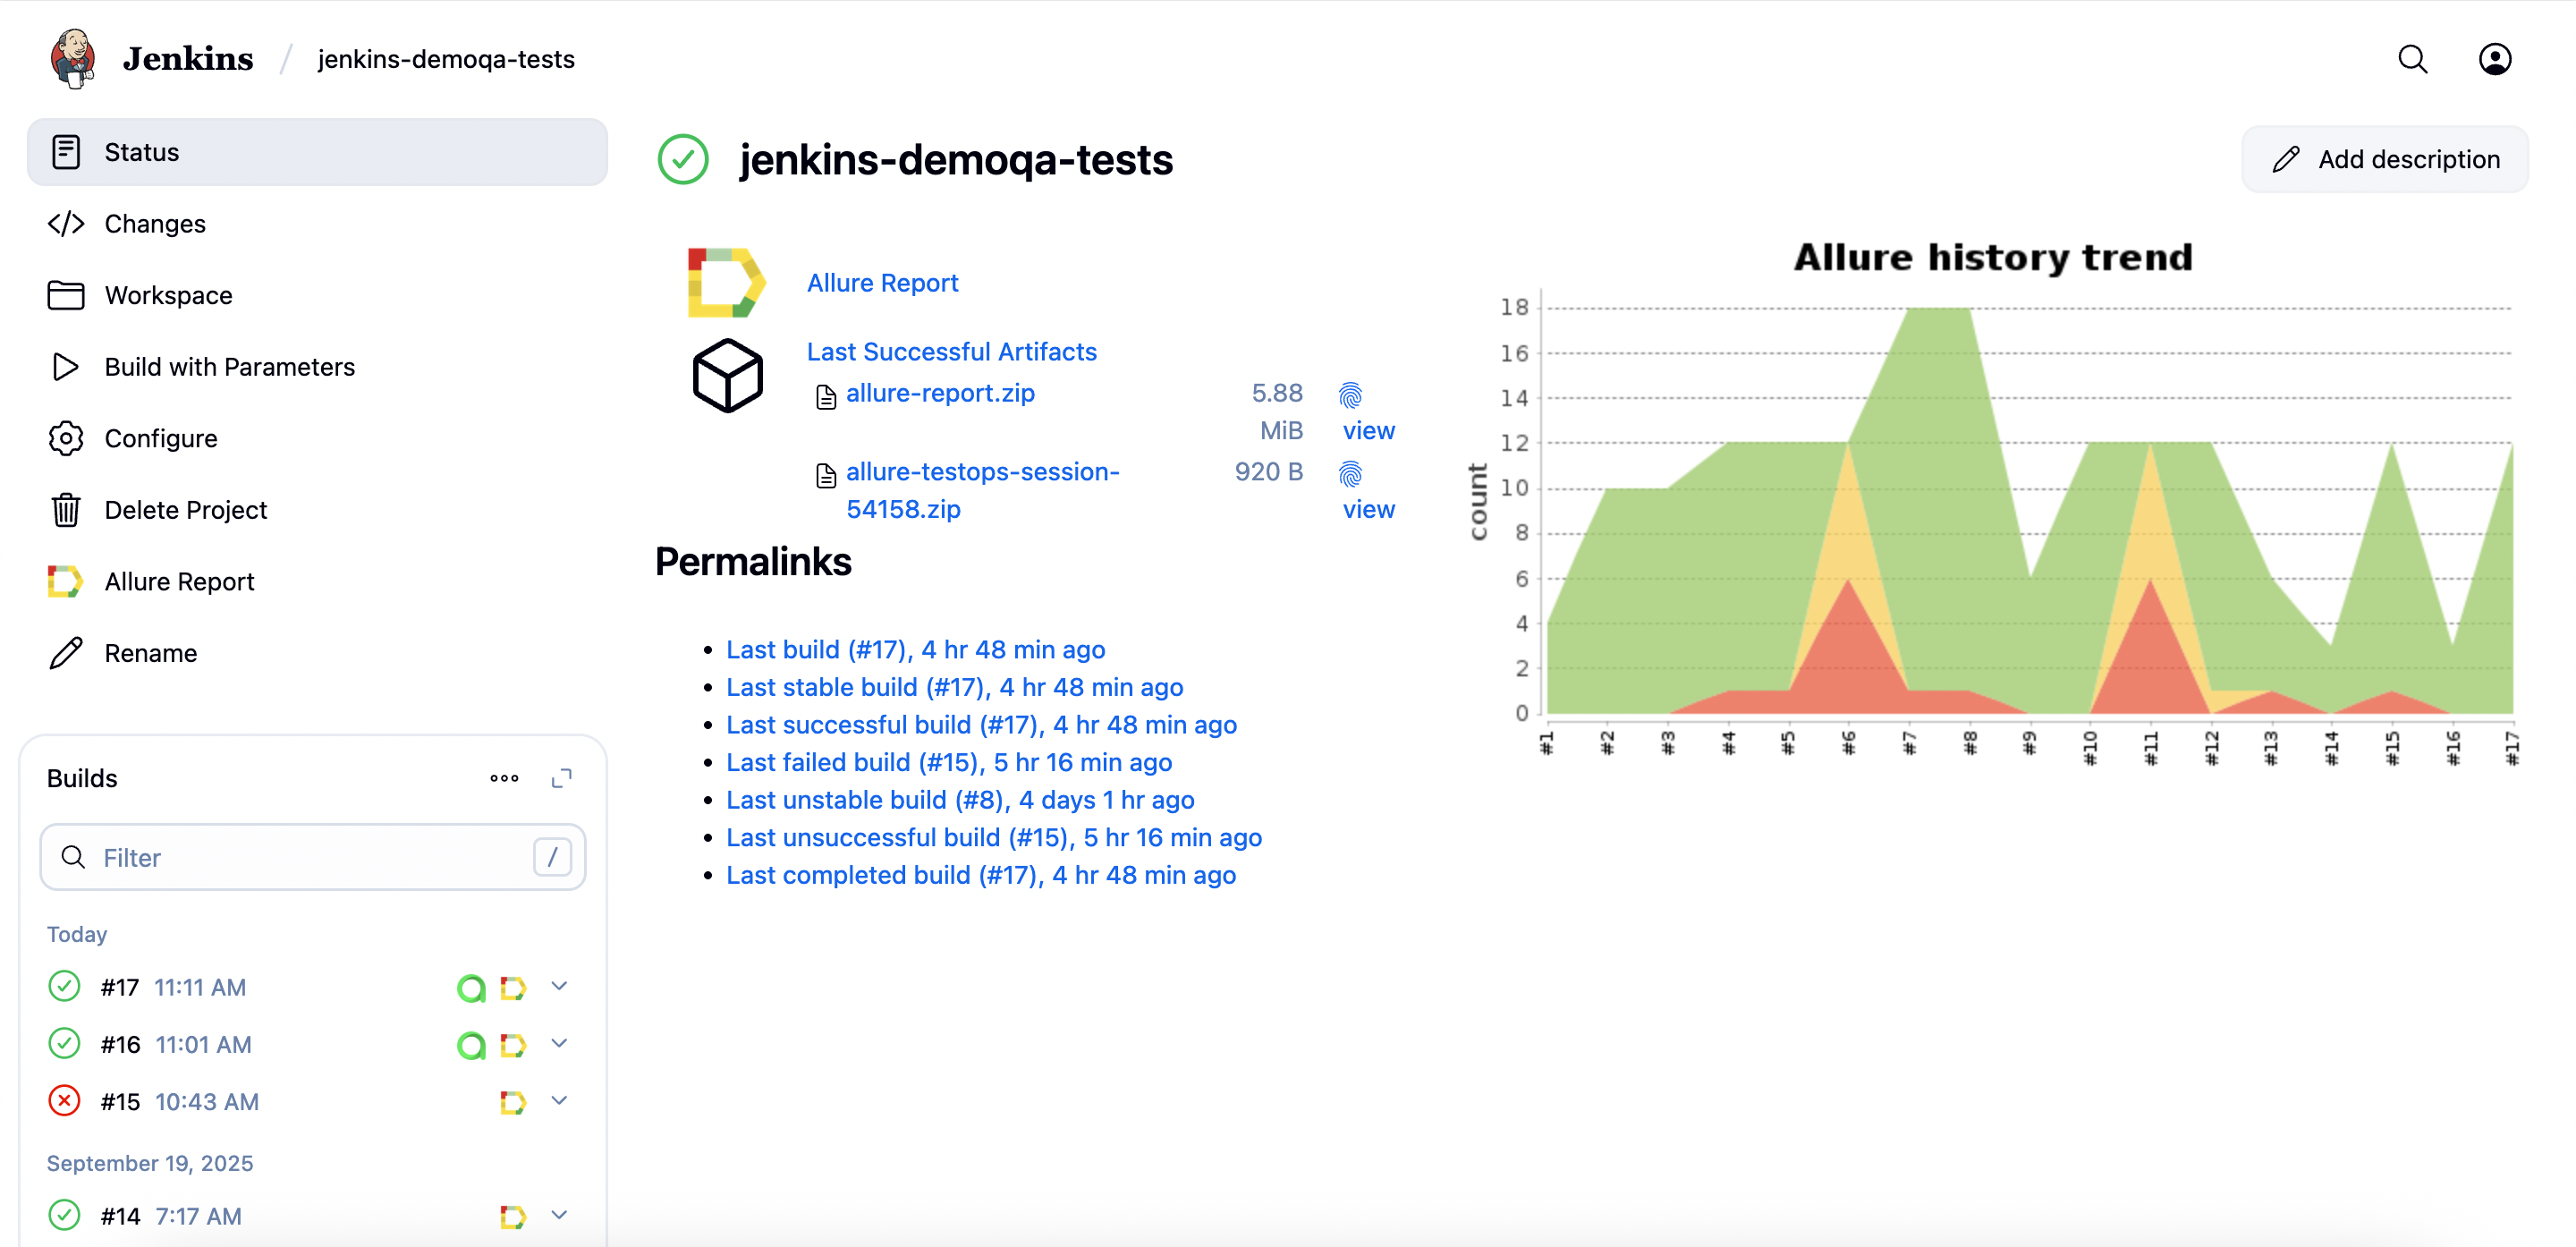 Jenkins / jenkins-demoqa-tests
Status
Changes
Workspace
Build with Parameters
Configure
Delete Project
Allure Report
Rename
Builds
Filter /
Today
#17 11:11 AM
#16 11:01 AM
#15 10:43 AM
September 19, 2025
#14 7:17 AM
jenkins-demoqa-tests
Add description
Allure Report
Last Successful Artifacts
allure-report.zip 5.88
MiB view
allure-testops-session- 920 B
54158.zip view
Permalinks
Last build (#17), 4 hr 48 min ago
Last stable build (#17), 4 hr 48 min ago
Last successful build (#17), 4 hr 48 min ago
Last failed build (#15), 5 hr 16 min ago
Last unstable build (#8), 4 days 1 hr ago
Last unsuccessful build (#15), 5 hr 16 min ago
Last completed build (#17), 4 hr 48 min ago
Allure history trend
count
18
16
14
12
10
8
6
4
2
0
#1 #2 #3 #4 #5 #6 #7 #8 #9 #10 #11 #12 #13 #14 #15 #16 #17